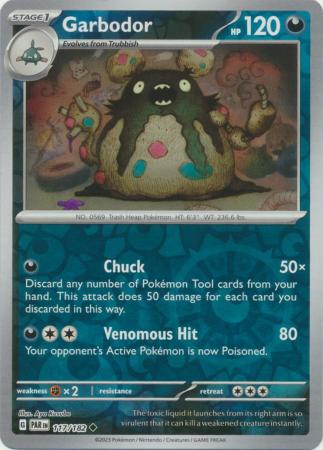 STAGE 1
Garbodor
HP 120
Evolves from Trubbish
NO. 0569 Trash Heap Pokémon HT: 6'3" WT: 236.6 lbs.
Chuck 50×
Discard any number of Pokémon Tool cards from
your hand. This attack does 50 damage for each card you
discarded in this way.
Venomous Hit 80
Your opponent's Active Pokémon is now Poisoned.
weakness ×2 resistance retreat
Illus. Aya Kusube
G PAR EN 117/182
The toxic liquid it launches from its right arm is so
virulent that it can kill a weakened creature instantly.
©2023 Pokémon / Nintendo / Creatures / GAME FREAK